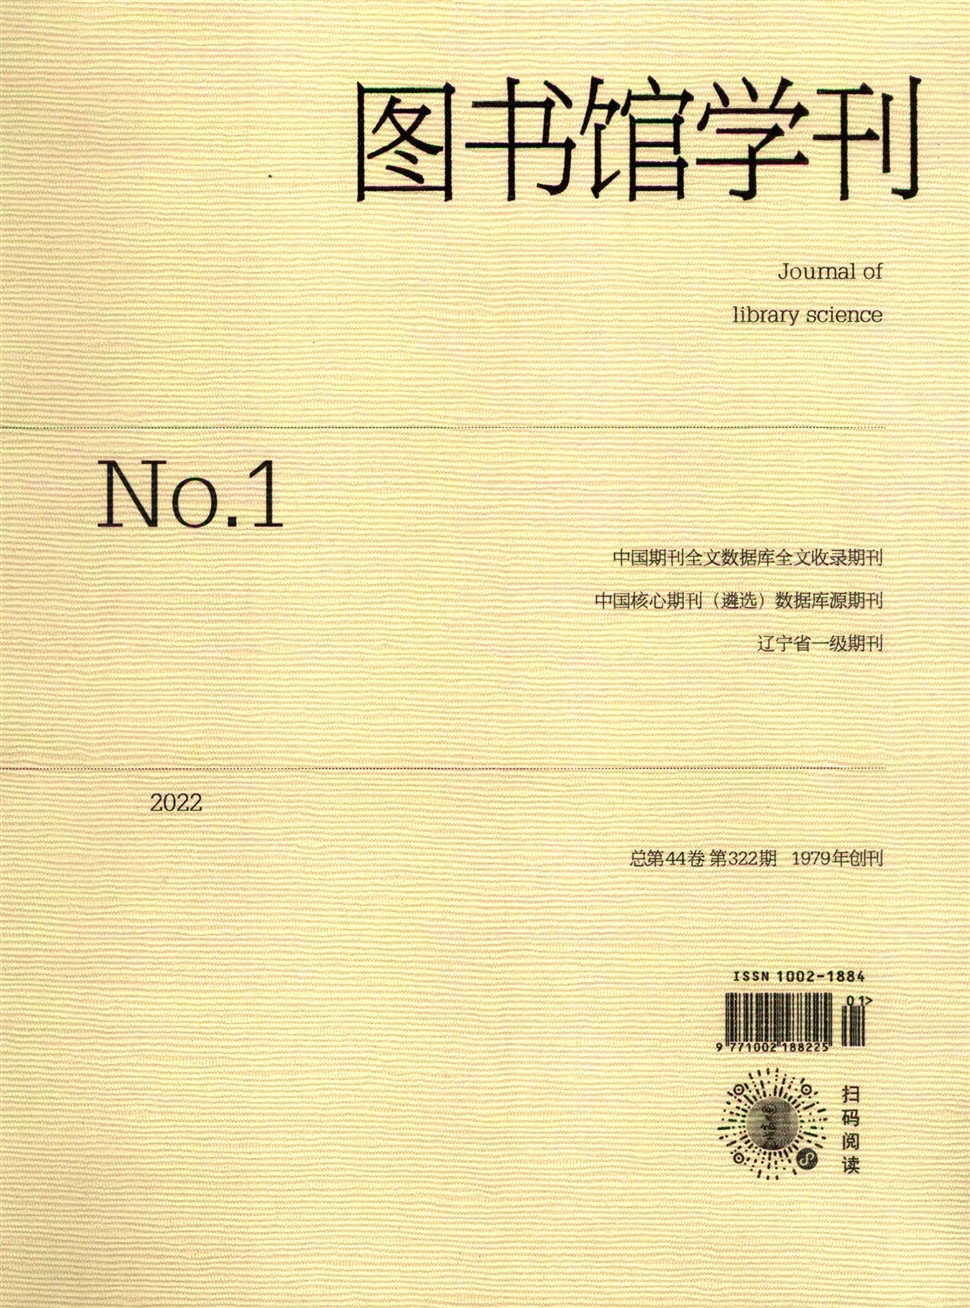 图书馆学刊
Journal of
library science
No.1
中国期刊全文数据库全文收录期刊
中国核心期刊（遴选）数据库源期刊
辽宁省一级期刊
2022
总第44卷 第322期 1979年创刊
ISSN 1002-1884
01>
9 771002 188225
扫码阅读